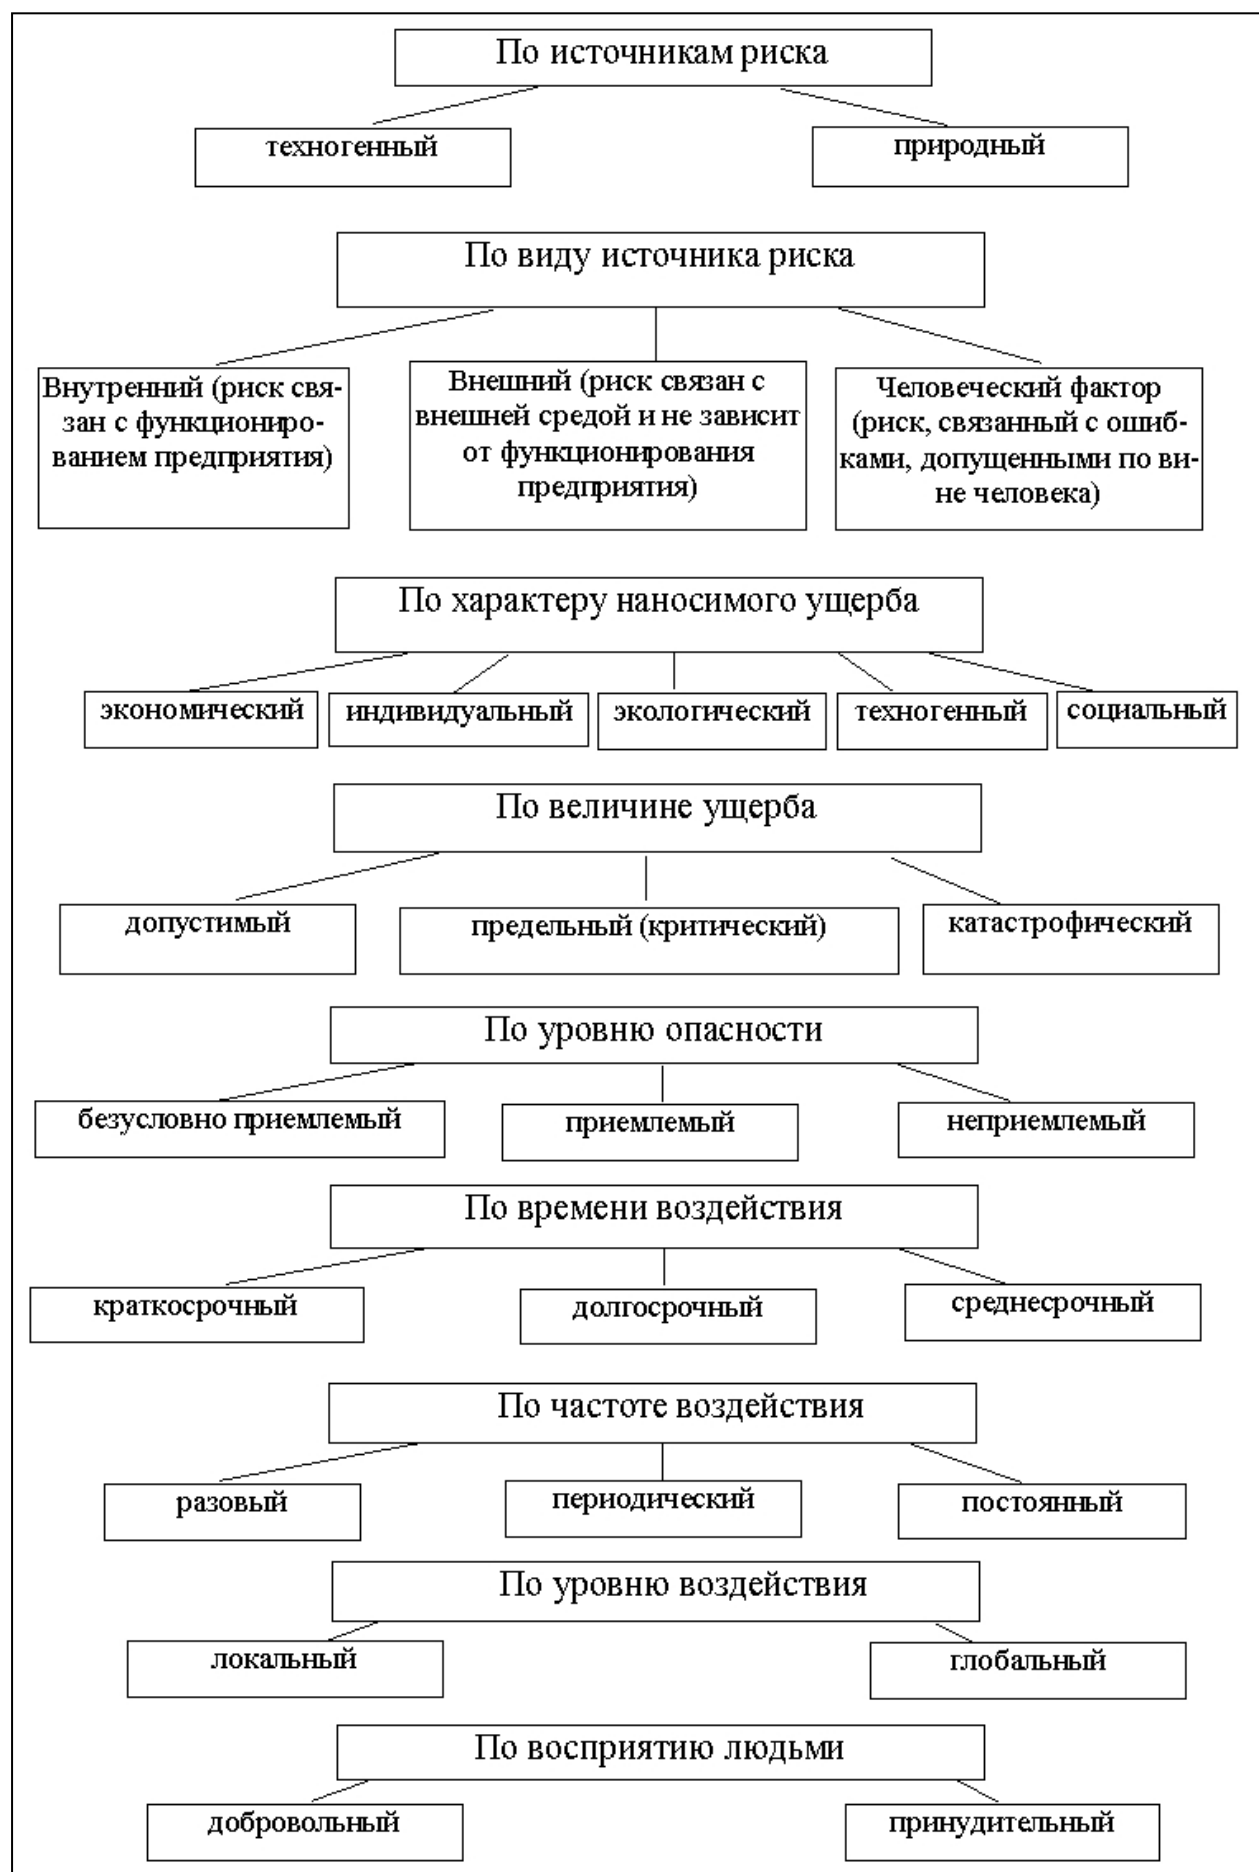 По источникам риска
техногенный
природный
По виду источника риска
Внутренний (риск свя-
зан с функциониро-
ванием предприятия)
Внешний (риск связан с
внешней средой и не зависит
от функционирования
предприятия)
Человеческий фактор
(риск, связанный с ошиб-
ками, допущенными по ви-
не человека)
По характеру наносимого ущерба
экономический
индивидуальный
экологический
техногенный
социальный
По величине ущерба
допустимый
предельный (критический)
катастрофический
По уровню опасности
безусловно приемлемый
приемлемый
неприемлемый
По времени воздействия
краткосрочный
долгосрочный
среднесрочный
По частоте воздействия
разовый
периодический
постоянный
По уровню воздействия
локальный
глобальный
По восприятию людьми
добровольный
принудительный